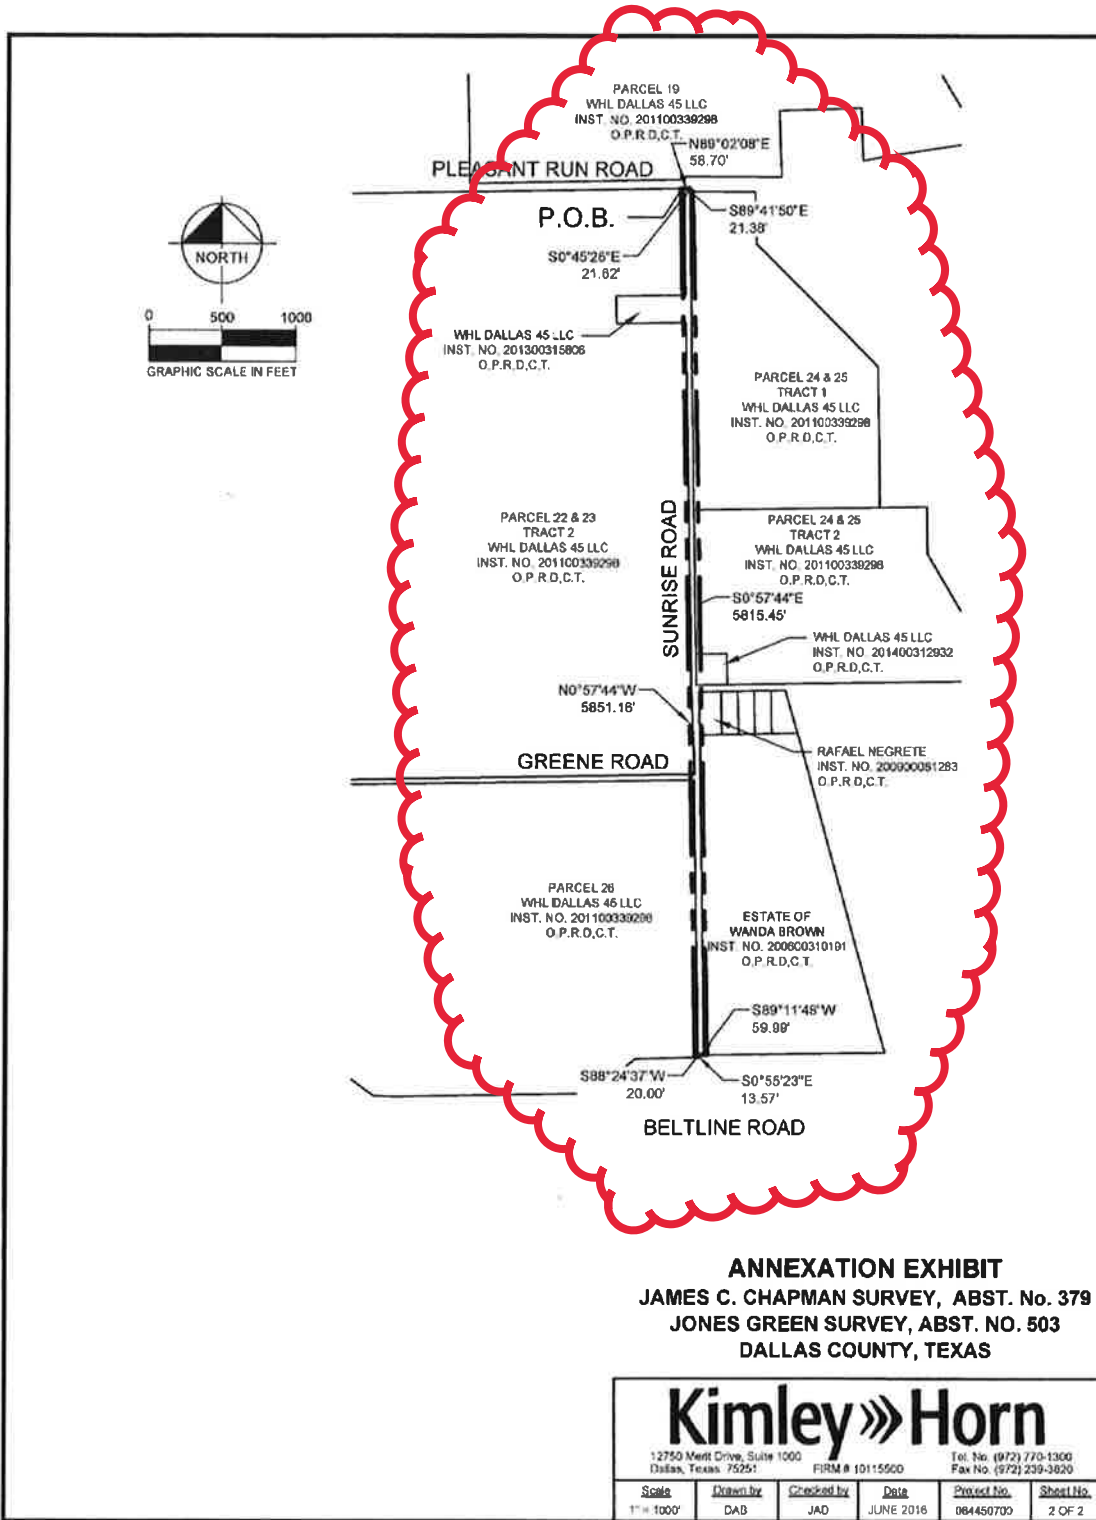 PARCEL 19
WHL DALLAS 45 LLC
INST. NO. 201100339298
O.P.R.D.C.T.
N89°02'08"E
58.70'
PLEASANT RUN ROAD
P.O.B.
S89°41'50"E
21.38'
S0°45'26"E
21.62'
NORTH
0 500 1000
GRAPHIC SCALE IN FEET
WHL DALLAS 45 LLC
INST. NO. 201300315806
O.P.R.D.C.T.
PARCEL 24 & 25
TRACT 1
WHL DALLAS 45 LLC
INST. NO. 201100339298
O.P.R.D.C.T.
PARCEL 22 & 23
TRACT 2
WHL DALLAS 45 LLC
INST. NO. 201100339298
O.P.R.D.C.T.
SUNRISE ROAD
PARCEL 24 & 25
TRACT 2
WHL DALLAS 45 LLC
INST. NO. 201100339298
O.P.R.D.C.T.
S0°57'44"E
5815.45'
WHL DALLAS 45 LLC
INST. NO. 201400312932
O.P.R.D.C.T.
N0°57'44"W
5851.16'
GREENE ROAD
RAFAEL NEGRETE
INST. NO. 200900051283
O.P.R.D.C.T.
PARCEL 26
WHL DALLAS 45 LLC
INST. NO. 201100339298
O.P.R.D.C.T.
ESTATE OF
WANDA BROWN
INST. NO. 200600310191
O.P.R.D.C.T.
S89°11'48"W
59.99'
S88°24'37"W
20.00'
S0°55'23"E
13.57'
BELTLINE ROAD
ANNEXATION EXHIBIT
JAMES C. CHAPMAN SURVEY, ABST. No. 379
JONES GREEN SURVEY, ABST. NO. 503
DALLAS COUNTY, TEXAS
Kimley»Horn
12750 Merit Drive, Suite 1000
Dallas, Texas 75251
FIRM # 10115500
Tel. No. (972) 770-1300
Fax No. (972) 239-3820
Scale
1" = 1000'
Drawn by
DAB
Checked by
JAD
Date
JUNE 2016
Project No.
064450700
Sheet No.
2 OF 2